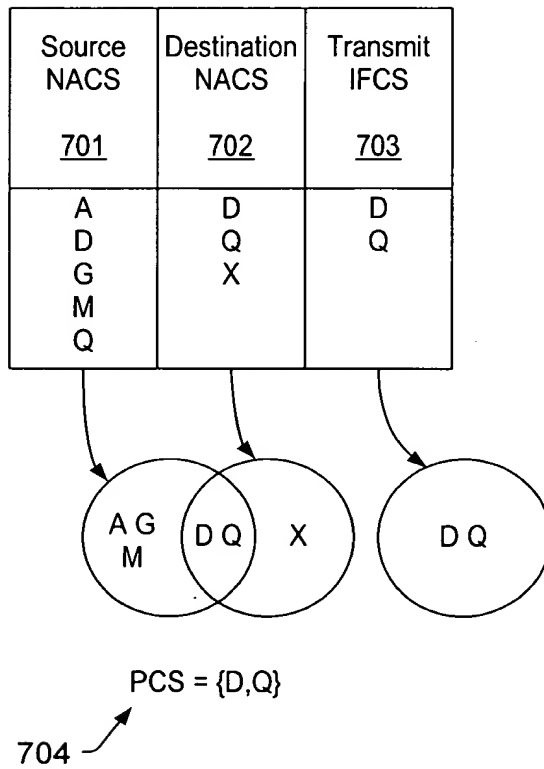 Source NACS 701
Destination NACS 702
Transmit IFCS 703
A
D
G
M
Q
D
Q
X
D
Q
A G
M
D Q
X
D Q
PCS = {D,Q}
704